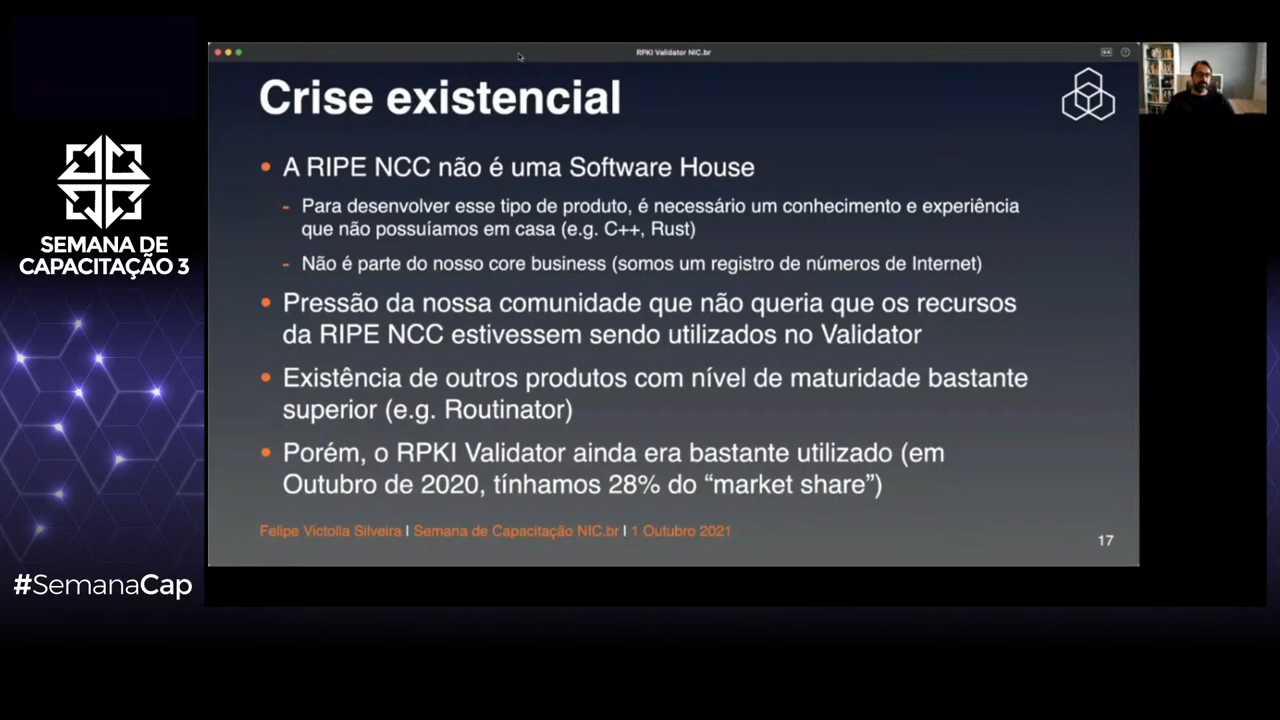 RPKI Validator NIC.br
Crise existencial
• A RIPE NCC não é uma Software House
- Para desenvolver esse tipo de produto, é necessário um conhecimento e experiência
que não possuíamos em casa (e.g. C++, Rust)
- Não é parte do nosso core business (somos um registro de números de Internet)
• Pressão da nossa comunidade que não queria que os recursos
da RIPE NCC estivessem sendo utilizados no Validator
• Existência de outros produtos com nível de maturidade bastante
superior (e.g. Routinator)
• Porém, o RPKI Validator ainda era bastante utilizado (em
Outubro de 2020, tínhamos 28% do “market share”)
Felipe Victolla Silveira | Semana de Capacitação NIC.br | 1 Outubro 2021
17
SEMANA DE
CAPACITAÇÃO 3
#SemanaCap